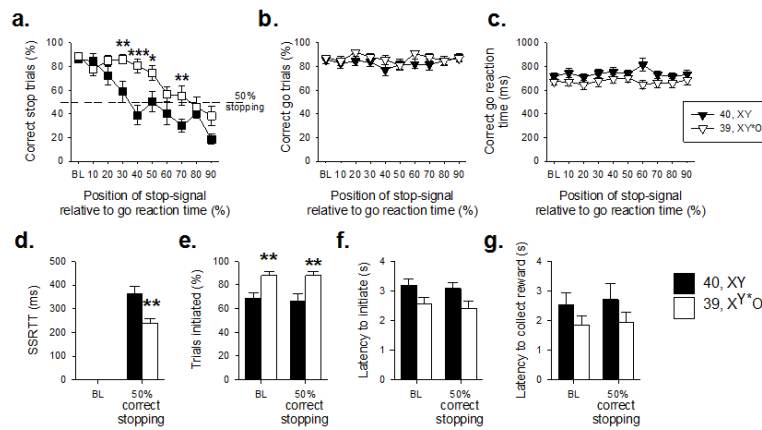 a.
b.
c.
Correct stop trials (%)
100
80
60
40
20
0
** *** * **
50%
stopping
BL 10 20 30 40 50 60 70 80 90
Position of stop-signal
relative to go reaction time (%)
Correct go trials (%)
100
80
60
40
20
0
BL 10 20 30 40 50 60 70 80 90
Position of stop-signal
relative to go reaction time (%)
Correct go reaction
time (ms)
1500
1250
1000
750
500
250
0
BL 10 20 30 40 50 60 70 80 90
Position of stop-signal
relative to go reaction time (%)
40, XY
39, XY*O
d.
e.
f.
g.
SSRTT (ms)
500
400
300
200
100
0
**
BL 50%
correct
stopping
Trials initiated (%)
100
80
60
40
20
0
** **
BL 50%
correct
stopping
Latency to initiate (s)
4
3
2
1
0
BL 50%
correct
stopping
Latency to collect reward (s)
4
3
2
1
0
BL 50%
correct
stopping
40, XY
39, XY*O